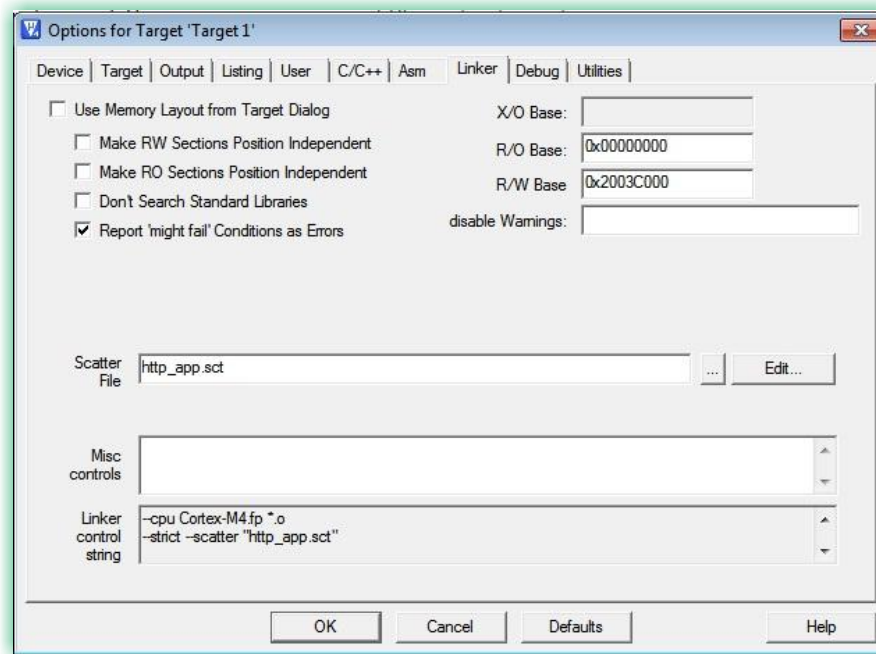 Options for Target 'Target 1'
Device Target Output Listing User C/C++ Asm Linker Debug Utilities
Use Memory Layout from Target Dialog
Make RW Sections Position Independent
Make RO Sections Position Independent
Don't Search Standard Libraries
Report 'might fail' Conditions as Errors
X/O Base:
R/O Base: 0x00000000
R/W Base 0x2003C000
disable Warnings:
Scatter
File
http_app.sct
... Edit...
Misc
controls
Linker
control
string
--cpu Cortex-M4.fp *.o
--strict --scatter "http_app.sct"
OK Cancel Defaults Help